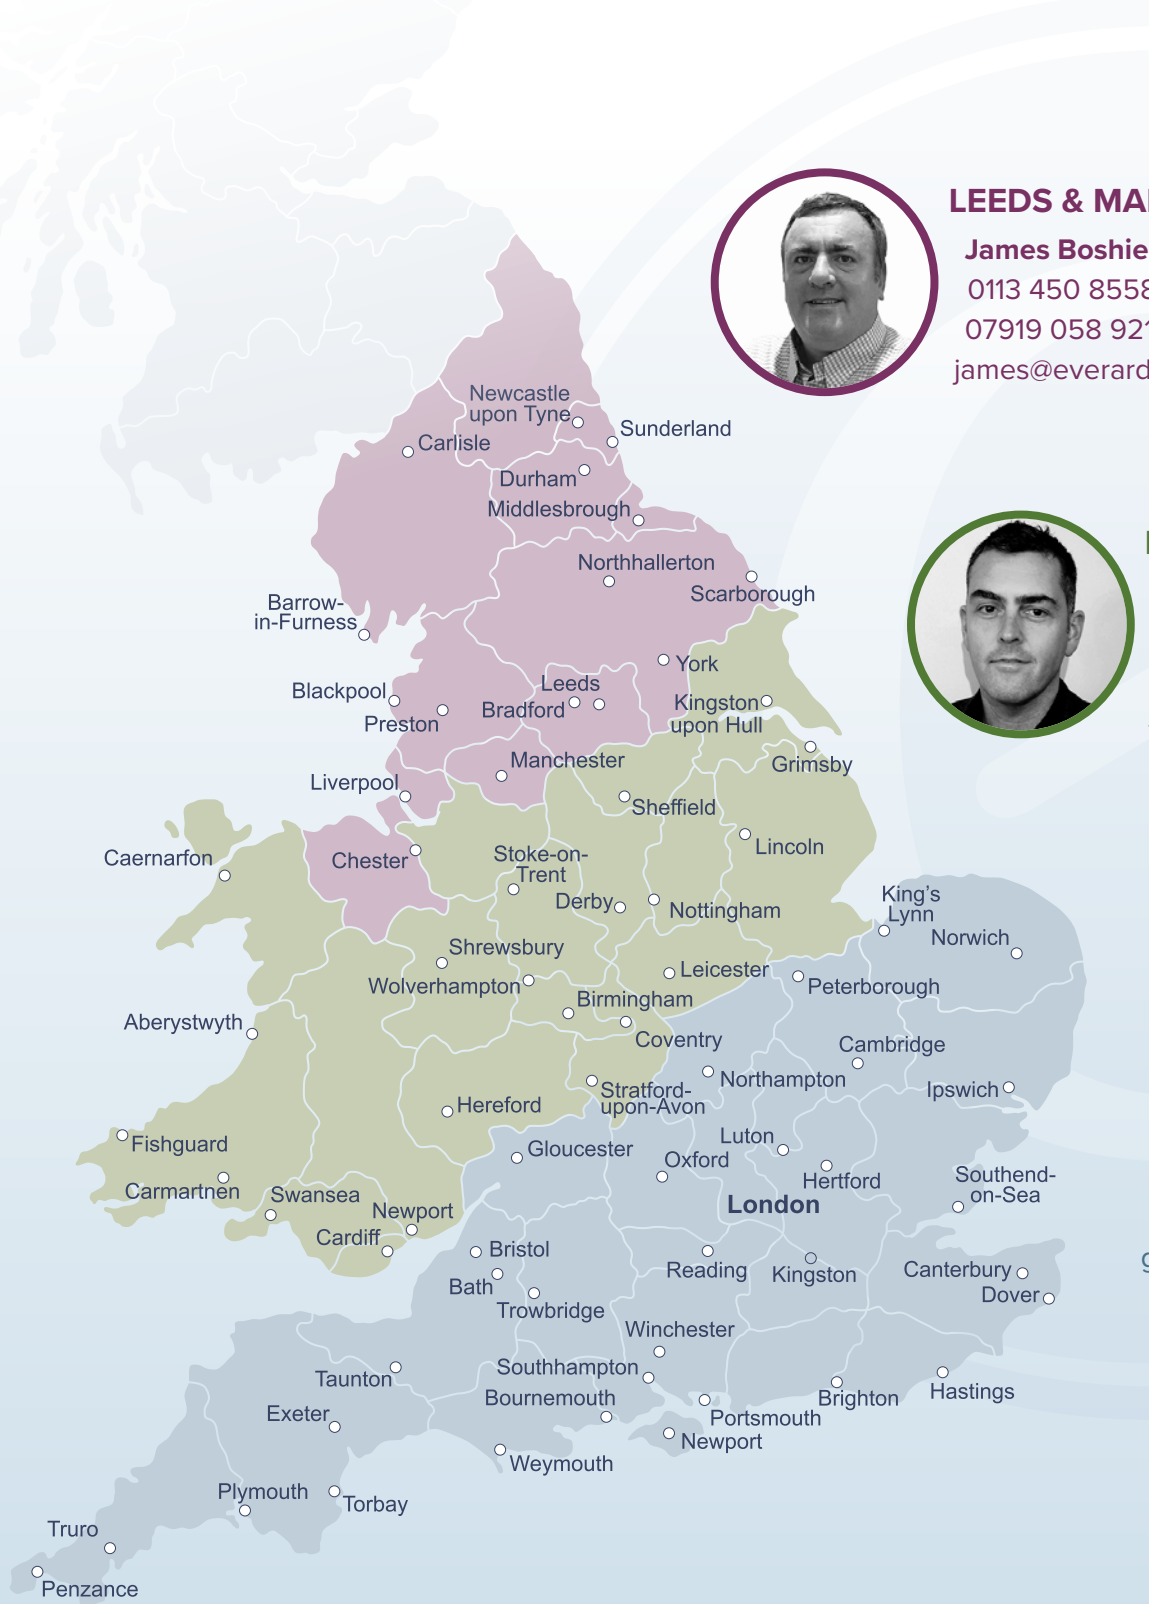 LEEDS & MA
James Boshie
0113 450 8558
07919 058 921
james@everard
Newcastle
upon Tyne
Sunderland
Carlisle
Durham
Middlesbrough
Northhallerton
Scarborough
Barrow-
in-Furness
York
Leeds
Blackpool
Bradford
Kingston
upon Hull
Preston
Manchester
Grimsby
Liverpool
Sheffield
Lincoln
Caernarfon
Chester
Stoke-on-
Trent
Derby
Nottingham
King's
Lynn
Norwich
Shrewsbury
Leicester
Wolverhampton
Peterborough
Birmingham
Aberystwyth
Coventry
Cambridge
Northampton
Ipswich
Stratford-
upon-Avon
Hereford
Fishguard
Gloucester
Luton
Oxford
Hertford
Southend-
on-Sea
Carmartnen
Swansea
London
Newport
Cardiff
Bristol
Reading
Kingston
Canterbury
Bath
Dover
Trowbridge
Winchester
Southhampton
Taunton
Bournemouth
Brighton
Hastings
Exeter
Portsmouth
Newport
Weymouth
Plymouth
Torbay
Truro
Penzance